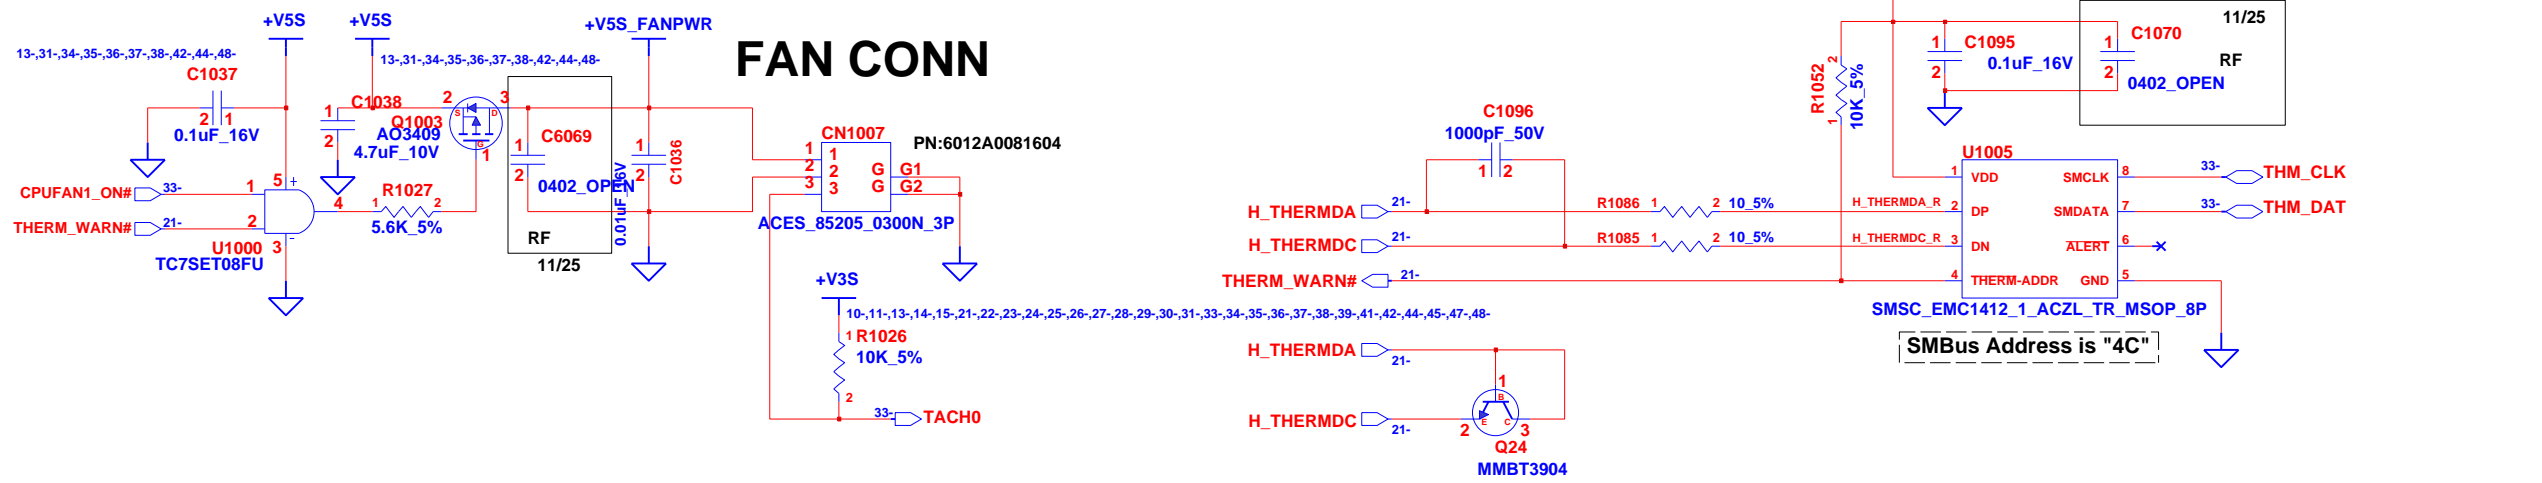 FAN CONN
+V5S
+V5S
+V5S_FANPWR
13-,31-,34-,35-,36-,37-,38-,42-,44-,48-
13-,31-,34-,35-,36-,37-,38-,42-,44-,48-
C1037
2 1
0.1uF_16V
C1038
1
2
4.7uF_10V
2 3
S D
G
1
Q1003
AO3409
CPUFAN1_ON# 33- 1
THERM_WARN# 21- 2
5 +
4
3 -
U1000
TC7SET08FU
R1027
1 2
5.6K_5%
C6069
1
2
0402_OPEN
RF
11/25
1
2
0.01uF_16V
C1036
CN1007
PN:6012A0081604
1 1
2 2
3 3
G G1
G G2
ACES_85205_0300N_3P
+V3S
10-,11-,13-,14-,15-,21-,22-,23-,24-,25-,26-,27-,28-,29-,30-,31-,33-,34-,35-,36-,37-,38-,39-,41-,42-,44-,45-,47-,48-
1 R1026
10K_5%
2
33- TACH0
C1096
1000pF_50V
1 2
H_THERMDA 21- R1086 1 2 10_5% H_THERMDA_R
H_THERMDC 21- R1085 1 2 10_5% H_THERMDC_R
THERM_WARN# 21-
H_THERMDA 21-
H_THERMDC 21-
1
B
E C
2 3
Q24
MMBT3904
R1052
2
1
10K_5%
1 C1095
2 0.1uF_16V
11/25
1 C1070
RF
2
0402_OPEN
U1005
1 VDD SMCLK 8 33- THM_CLK
2 DP SMDATA 7 33- THM_DAT
3 DN ALERT 6
4 THERM-ADDR GND 5
SMSC_EMC1412_1_ACZL_TR_MSOP_8P
SMBus Address is "4C"